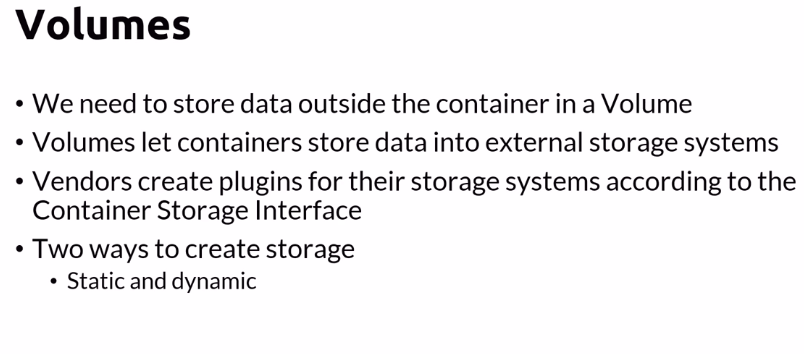 Volumes
• We need to store data outside the container in a Volume
• Volumes let containers store data into external storage systems
• Vendors create plugins for their storage systems according to the
Container Storage Interface
• Two ways to create storage
• Static and dynamic